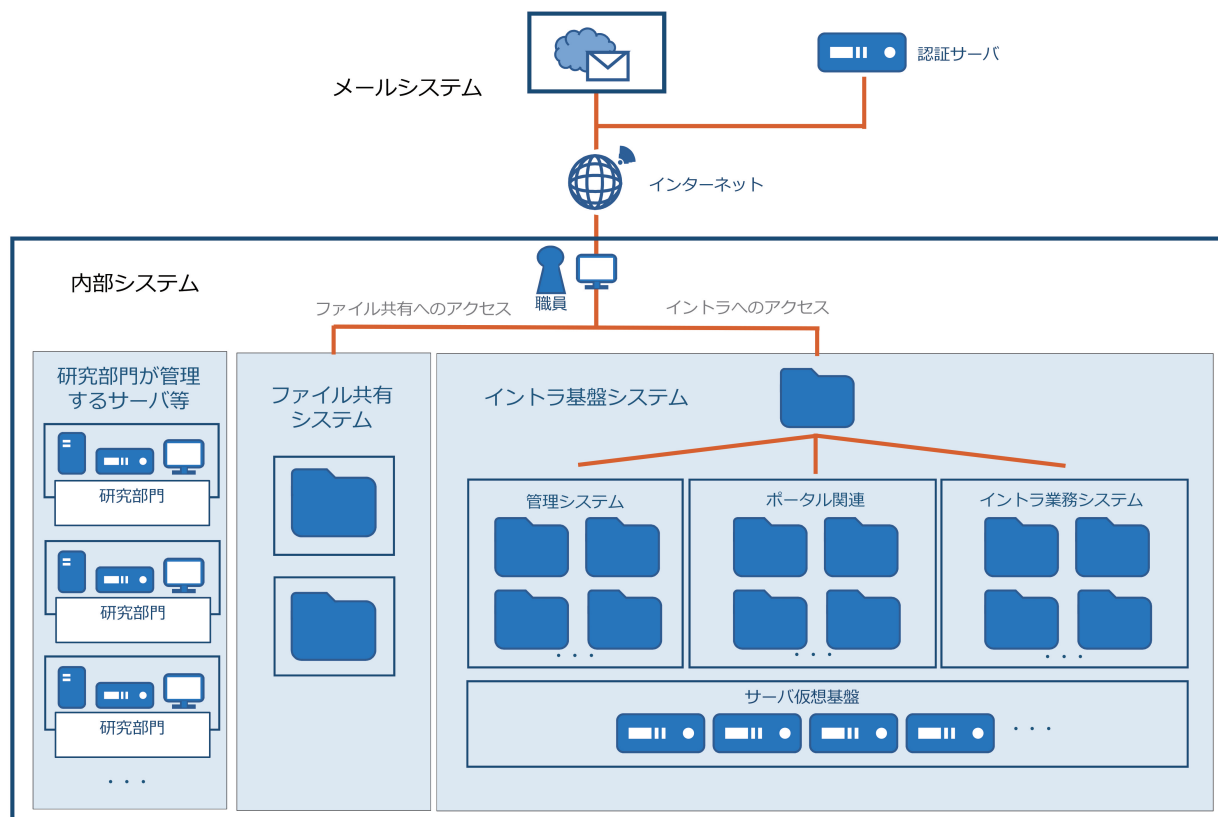 認証サーバ
メールシステム
インターネット
内部システム
職員
ファイル共有へのアクセス
イントラへのアクセス
研究部門が管理
するサーバ等
研究部門
研究部門
研究部門
・・・
ファイル共有
システム
イントラ基盤システム
管理システム
・・・
ポータル関連
・・・
イントラ業務システム
・・・
サーバ仮想基盤
・・・